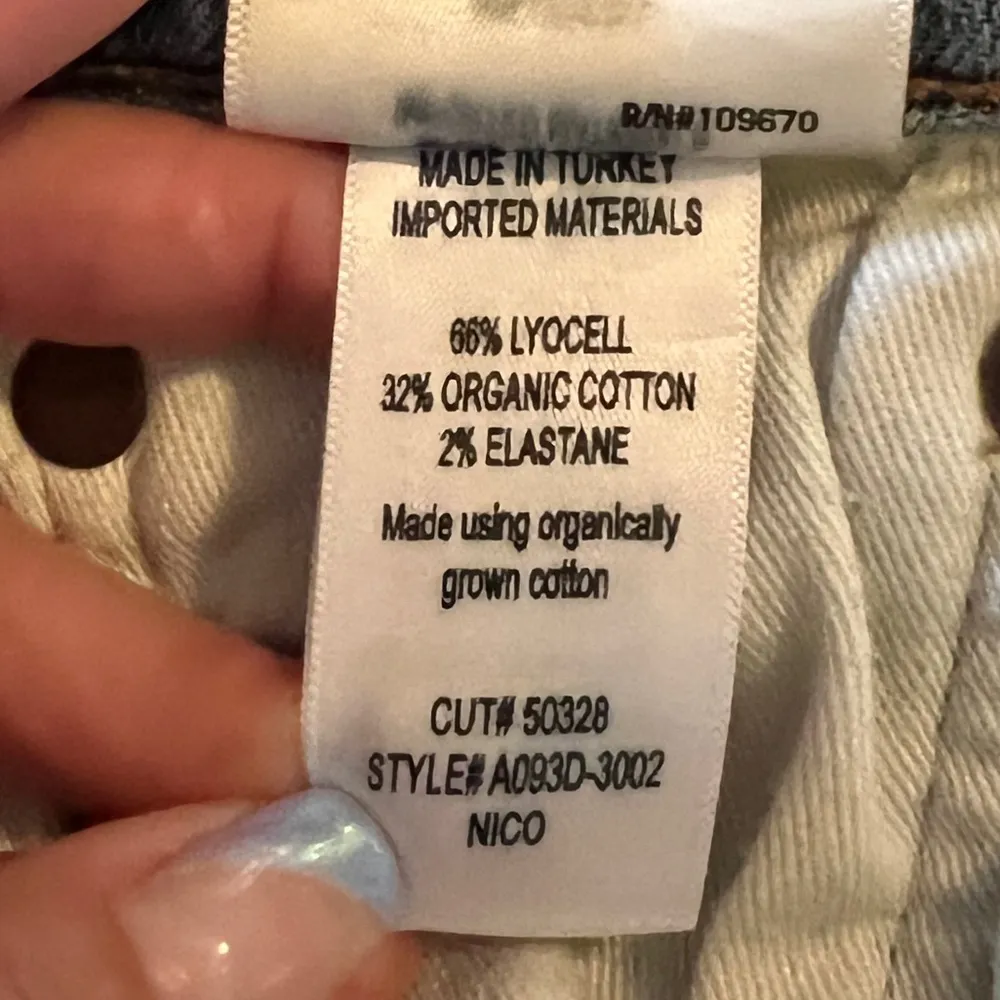 R/N#109670
MADE IN TURKEY
IMPORTED MATERIALS
66% LYOCELL
32% ORGANIC COTTON
2% ELASTANE
Made using organically
grown cotton
CUT# 50328
STYLE# A093D-3002
NICO